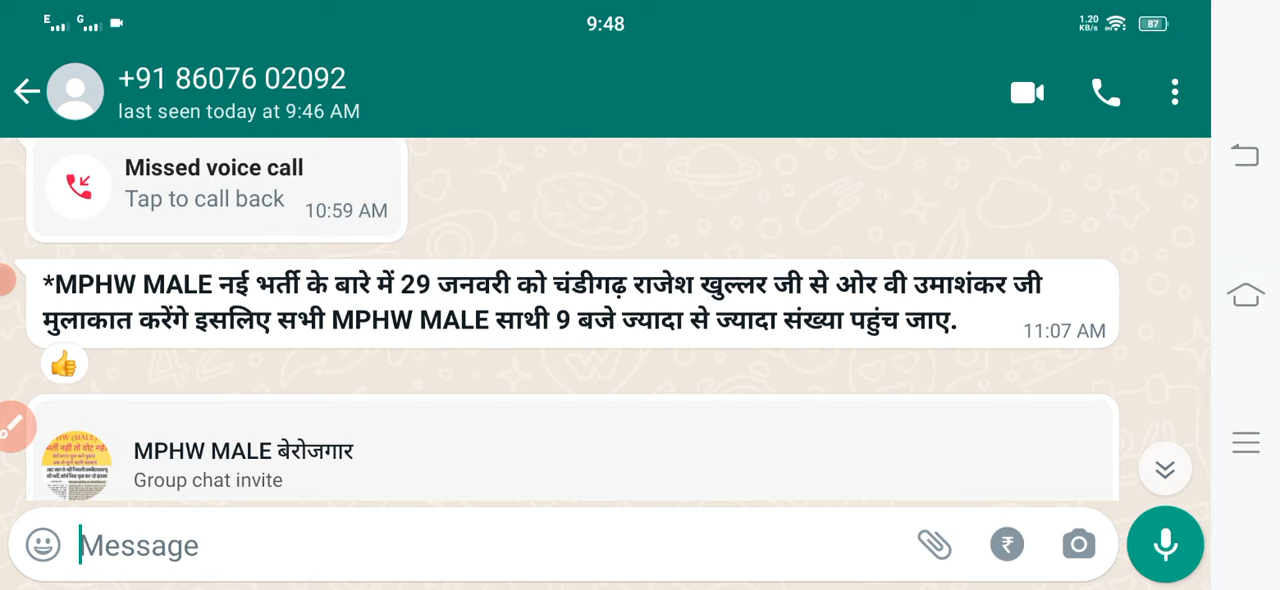 E G 9:48 1.20 KB/s 87
+91 86076 02092
last seen today at 9:46 AM
Missed voice call
Tap to call back 10:59 AM
*MPHW MALE नई भर्ती के बारे में 29 जनवरी को चंडीगढ़ राजेश खुल्लर जी से ओर वी उमाशंकर जी
मुलाकात करेंगे इसलिए सभी MPHW MALE साथी 9 बजे ज्यादा से ज्यादा संख्या पहुंच जाए.
11:07 AM
MPHW MALE बेरोजगार
Group chat invite
Message